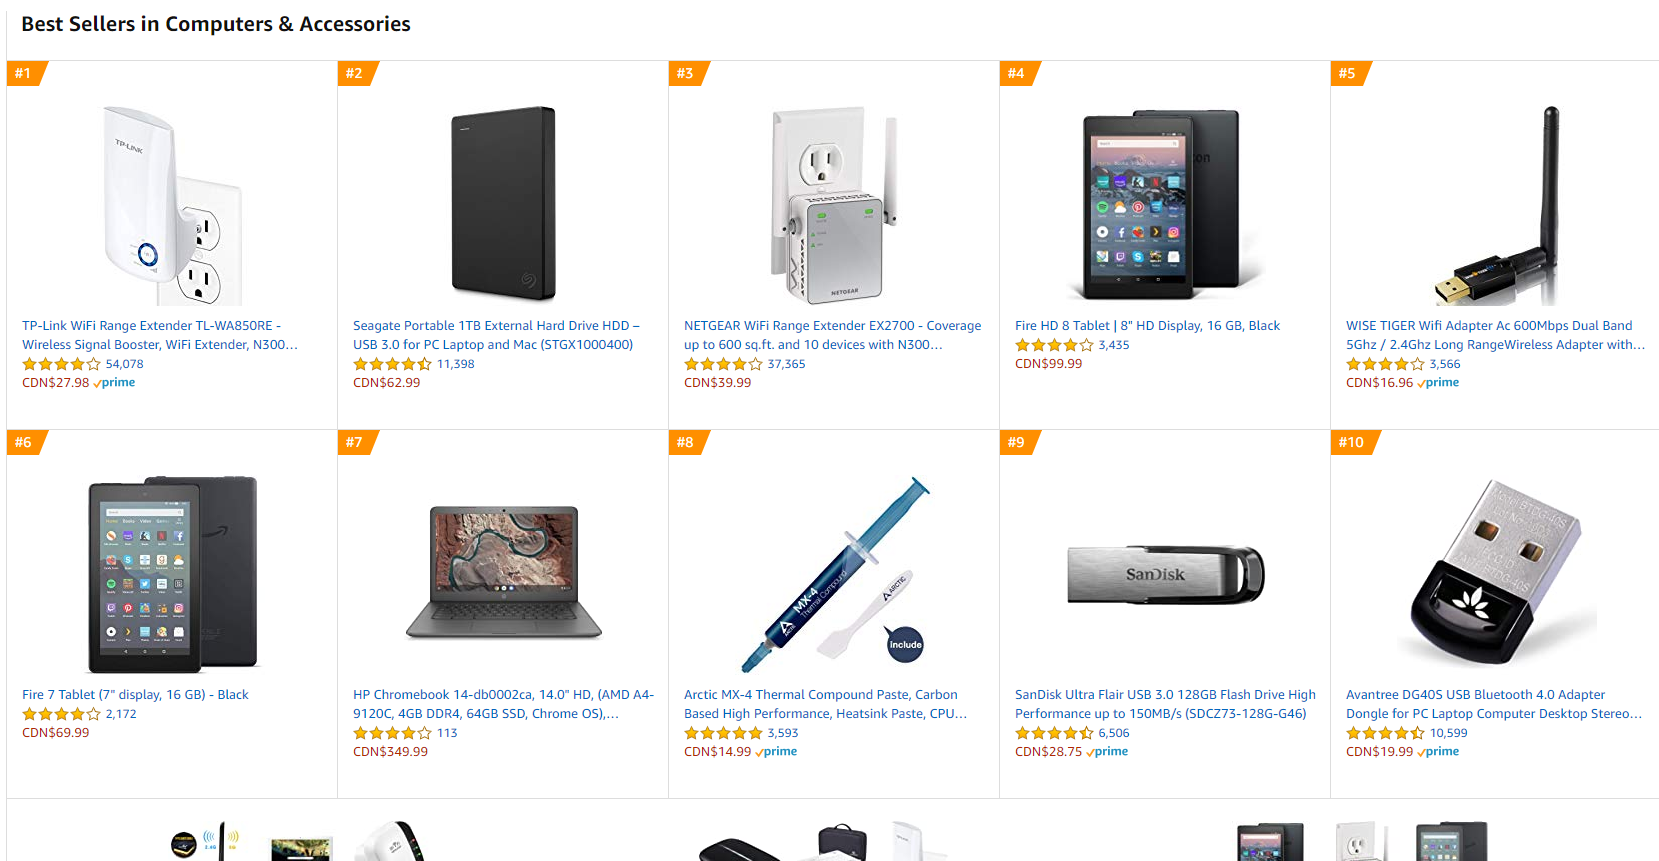 Best Sellers in Computers & Accessories
#1
TP-LINK
TP-Link WiFi Range Extender TL-WA850RE -
Wireless Signal Booster, WiFi Extender, N300...
54,078
CDN$27.98 prime
#2
Seagate Portable 1TB External Hard Drive HDD –
USB 3.0 for PC Laptop and Mac (STGX1000400)
11,398
CDN$62.99
#3
NETGEAR
NETGEAR WiFi Range Extender EX2700 - Coverage
up to 600 sq.ft. and 10 devices with N300...
37,365
CDN$39.99
#4
Fire HD 8 Tablet | 8" HD Display, 16 GB, Black
3,435
CDN$99.99
#5
WISE TIGER Wifi Adapter Ac 600Mbps Dual Band
5Ghz / 2.4Ghz Long RangeWireless Adapter with...
3,566
CDN$16.96 prime
#6
Fire 7 Tablet (7" display, 16 GB) - Black
2,172
CDN$69.99
#7
HP Chromebook 14-db0002ca, 14.0" HD, (AMD A4-
9120C, 4GB DDR4, 64GB SSD, Chrome OS),...
113
CDN$349.99
#8
MX-4
Thermal Compound
ARCTIC
ARCTIC
Include
Arctic MX-4 Thermal Compound Paste, Carbon
Based High Performance, Heatsink Paste, CPU...
3,593
CDN$14.99 prime
#9
SanDisk
SanDisk Ultra Flair USB 3.0 128GB Flash Drive High
Performance up to 150MB/s (SDCZ73-128G-G46)
6,506
CDN$28.75 prime
#10
BTDG-40S
Avantree DG40S USB Bluetooth 4.0 Adapter
Dongle for PC Laptop Computer Desktop Stereo...
10,599
CDN$19.99 prime